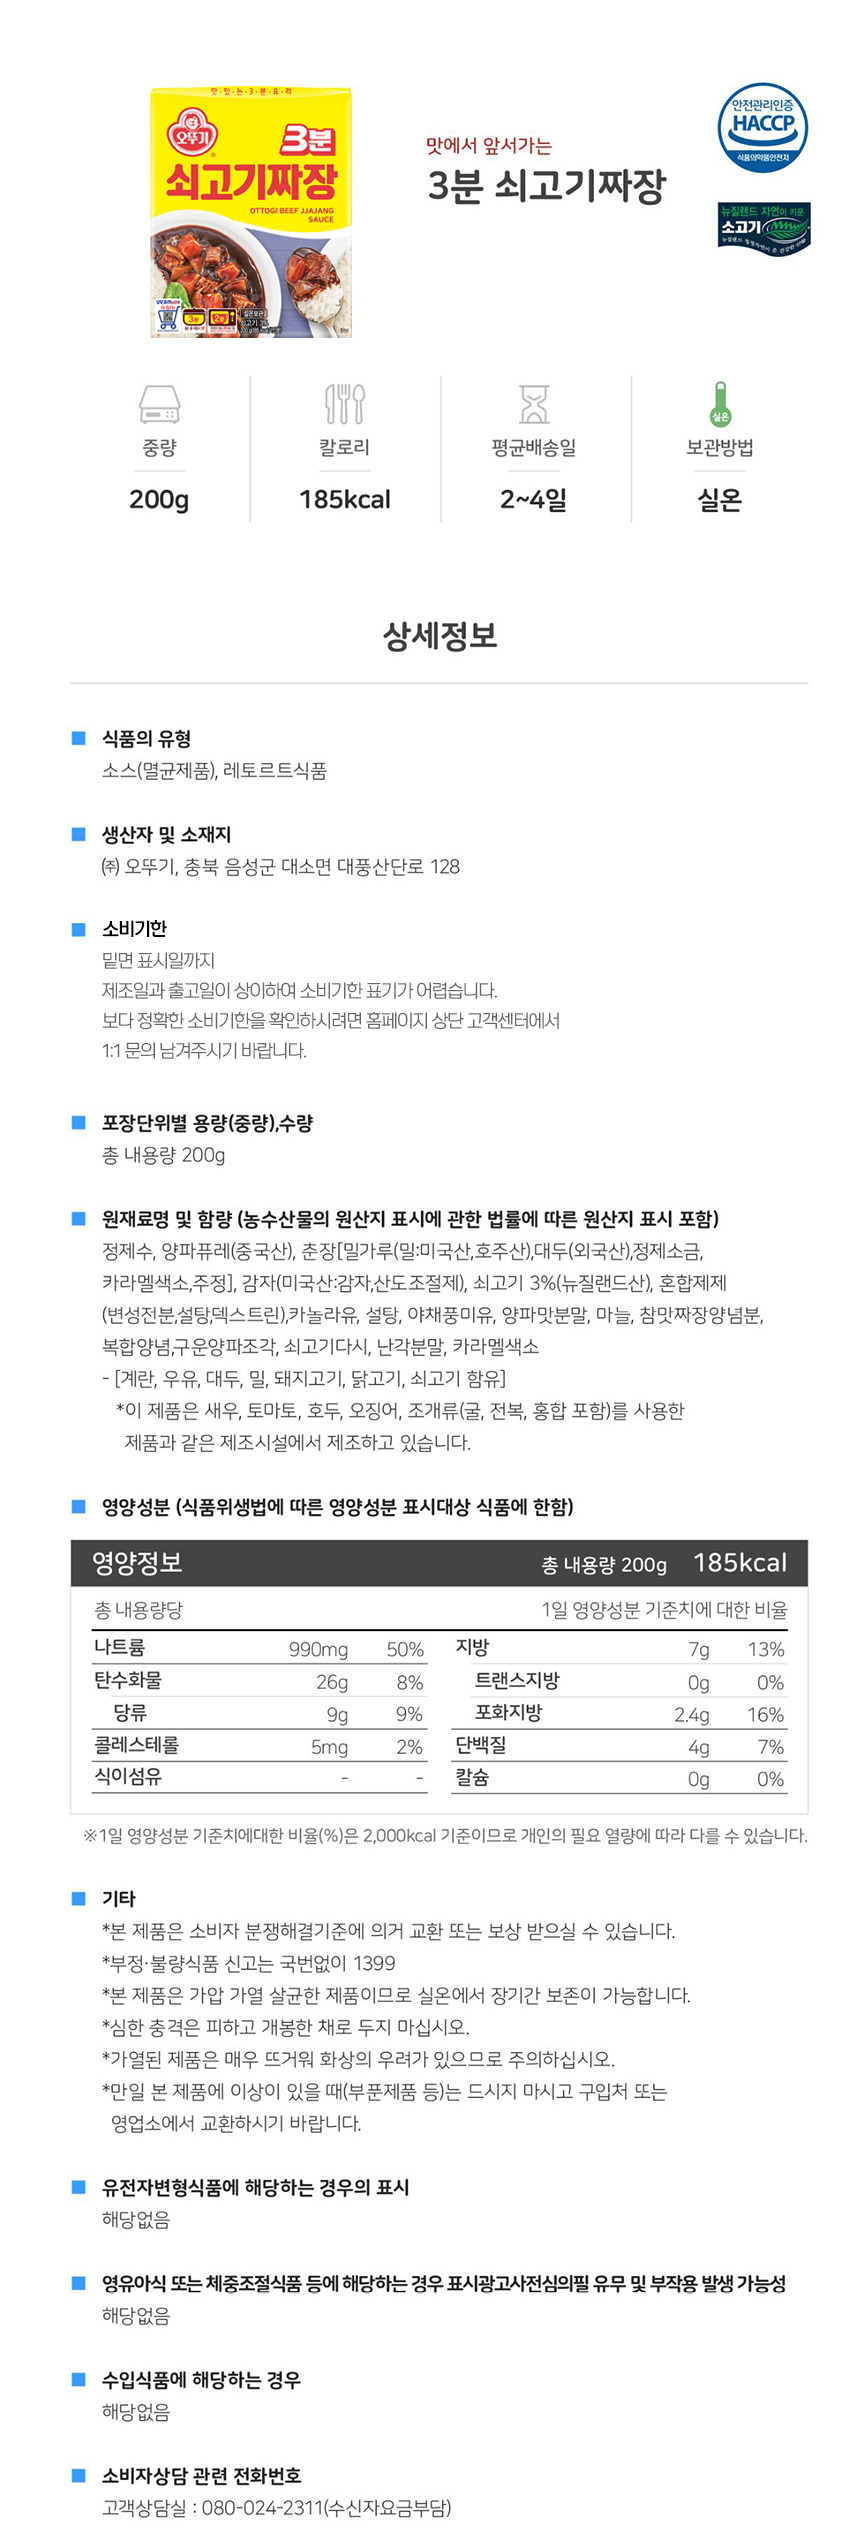 맛·있·는·3·분·요·리
오뚜기
3분
쇠고기짜장
OTTOGI BEEF JJAJANG
SAUCE
맛에서 앞서가는
3분 쇠고기짜장
안전관리인증
HACCP
식품의약품안전처
뉴질랜드 자연이 키운
소고기
중량
200g
칼로리
185kcal
평균배송일
2~4일
실온
보관방법
실온
상세정보
식품의 유형
소스(멸균제품), 레토르트식품
생산자 및 소재지
㈜ 오뚜기, 충북 음성군 대소면 대풍산단로 128
소비기한
밑면 표시일까지
제조일과 출고일이 상이하여 소비기한 표기가 어렵습니다.
보다 정확한 소비기한을 확인하시려면 홈페이지 상단 고객센터에서
1:1 문의 남겨주시기 바랍니다.
포장단위별 용량(중량),수량
총 내용량 200g
원재료명 및 함량 (농수산물의 원산지 표시에 관한 법률에 따른 원산지 표시 포함)
정제수, 양파퓨레(중국산), 춘장[밀가루(밀:미국산,호주산),대두(외국산),정제소금,
카라멜색소,주정], 감자(미국산:감자,산도조절제), 쇠고기 3%(뉴질랜드산), 혼합제제
(변성전분,설탕,덱스트린),카놀라유, 설탕, 야채풍미유, 양파맛분말, 마늘, 참맛짜장양념분,
복합양념,구운양파조각, 쇠고기다시, 난각분말, 카라멜색소
- [계란, 우유, 대두, 밀, 돼지고기, 닭고기, 쇠고기 함유]
*이 제품은 새우, 토마토, 호두, 오징어, 조개류(굴, 전복, 홍합 포함)를 사용한
제품과 같은 제조시설에서 제조하고 있습니다.
영양성분 (식품위생법에 따른 영양성분 표시대상 식품에 한함)
영양정보 총 내용량 200g 185kcal
총 내용량당 1일 영양성분 기준치에 대한 비율
나트륨 990mg 50% 지방 7g 13%
탄수화물 26g 8% 트랜스지방 0g 0%
당류 9g 9% 포화지방 2.4g 16%
콜레스테롤 5mg 2% 단백질 4g 7%
식이섬유 - - 칼슘 0g 0%
※1일 영양성분 기준치에대한 비율(%)은 2,000kcal 기준이므로 개인의 필요 열량에 따라 다를 수 있습니다.
기타
*본 제품은 소비자 분쟁해결기준에 의거 교환 또는 보상 받으실 수 있습니다.
*부정·불량식품 신고는 국번없이 1399
*본 제품은 가압 가열 살균한 제품이므로 실온에서 장기간 보존이 가능합니다.
*심한 충격은 피하고 개봉한 채로 두지 마십시오.
*가열된 제품은 매우 뜨거워 화상의 우려가 있으므로 주의하십시오.
*만일 본 제품에 이상이 있을 때(부푼제품 등)는 드시지 마시고 구입처 또는
영업소에서 교환하시기 바랍니다.
유전자변형식품에 해당하는 경우의 표시
해당없음
영유아식 또는 체중조절식품 등에 해당하는 경우 표시광고사전심의필 유무 및 부작용 발생 가능성
해당없음
수입식품에 해당하는 경우
해당없음
소비자상담 관련 전화번호
고객상담실 : 080-024-2311(수신자요금부담)